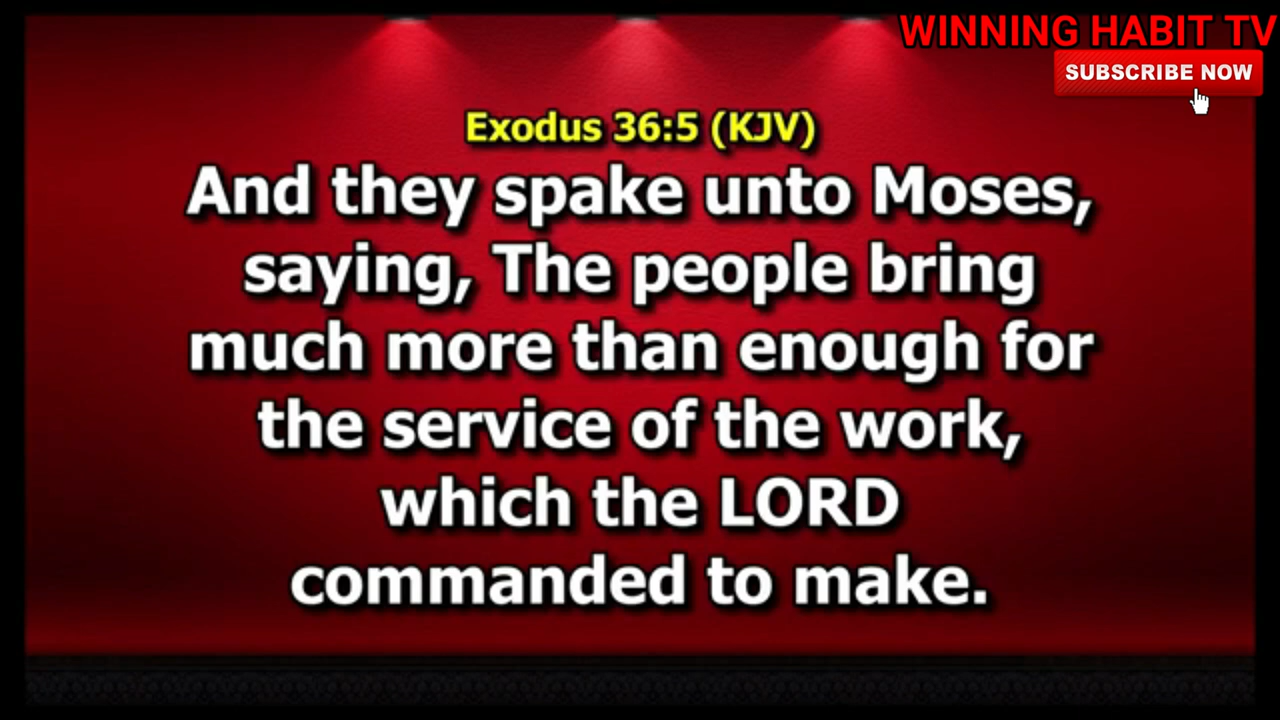 WINNING HABIT TV
SUBSCRIBE NOW
Exodus 36:5 (KJV)
And they spake unto Moses,
saying, The people bring
much more than enough for
the service of the work,
which the LORD
commanded to make.